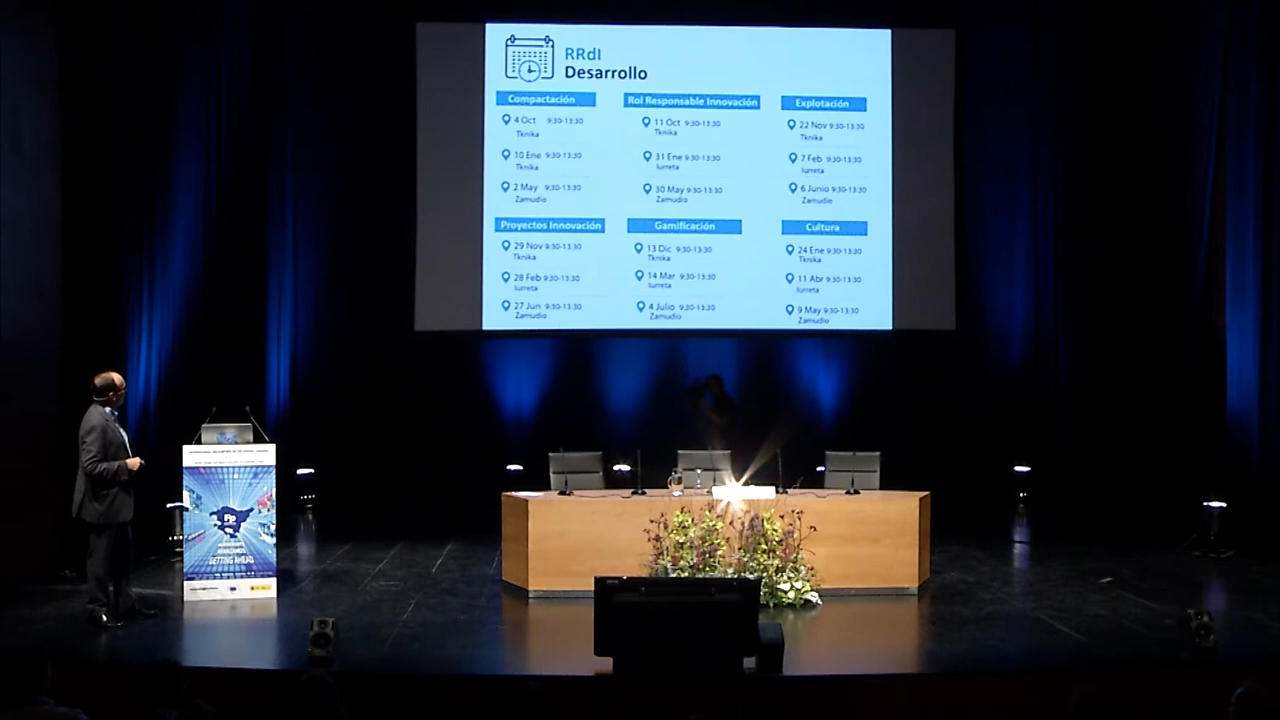 RRdI
Desarrollo
Compactación
4 Oct 9:30-13:30
Tknika
10 Ene 9:30-13:30
Tknika
2 May 9:30-13:30
Zamudio
Rol Responsable Innovación
11 Oct 9:30-13:30
Tknika
31 Ene 9:30-13:30
Iurreta
30 May 9:30-13:30
Zamudio
Explotación
22 Nov 9:30-13:30
Tknika
7 Feb 9:30-13:30
Iurreta
6 Junio 9:30-13:30
Zamudio
Proyectos Innovación
29 Nov 9:30-13:30
Tknika
28 Feb 9:30-13:30
Iurreta
27 Jun 9:30-13:30
Zamudio
Gamificación
13 Dic 9:30-13:30
Tknika
14 Mar 9:30-13:30
Iurreta
4 Julio 9:30-13:30
Zamudio
Cultura
24 Ene 9:30-13:30
Tknika
11 Abr 9:30-13:30
Iurreta
9 May 9:30-13:30
Zamudio
Fp
AVANZAMOS
GETTING AHEAD